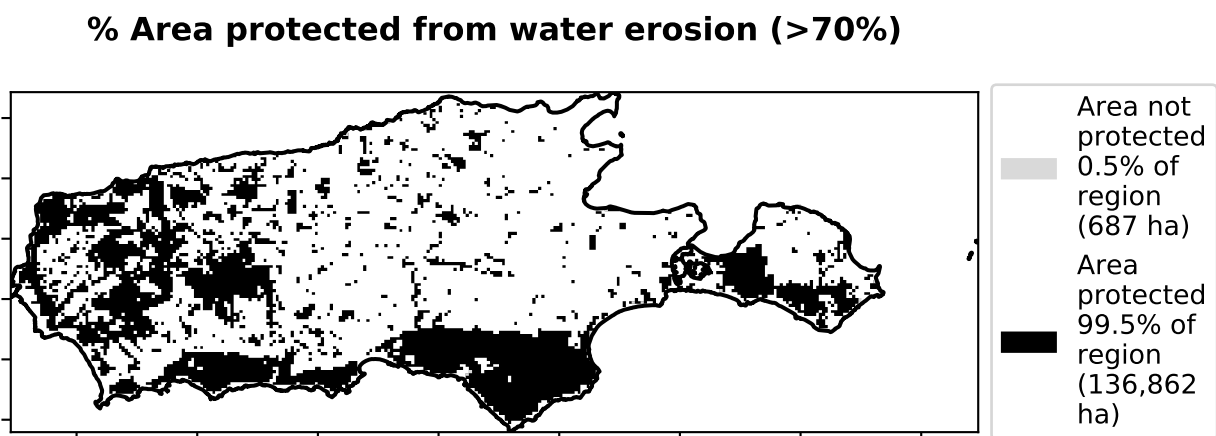 % Area protected from water erosion (>70%)
Area not
protected
0.5% of
region
(687 ha)
Area
protected
99.5% of
region
(136,862
ha)